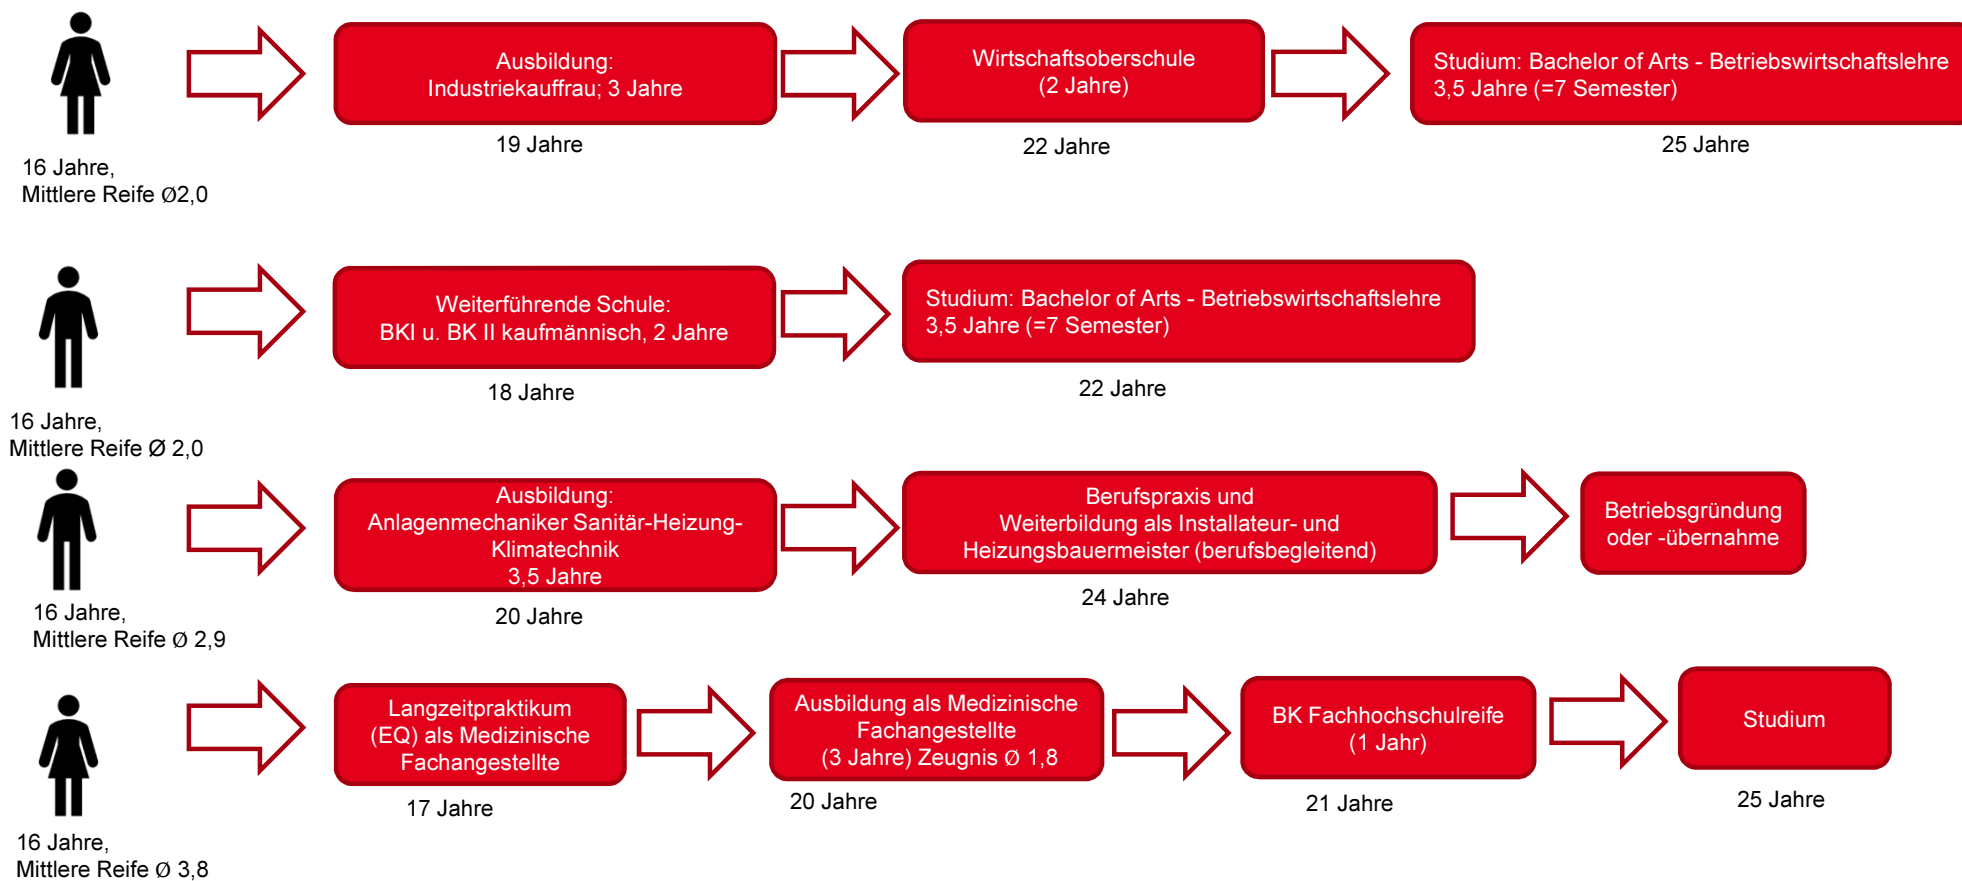 Ausbildung:
Industriekauffrau; 3 Jahre
19 Jahre
Wirtschaftsoberschule
(2 Jahre)
22 Jahre
Studium: Bachelor of Arts - Betriebswirtschaftslehre
3,5 Jahre (=7 Semester)
25 Jahre
16 Jahre,
Mittlere Reife Ø2,0
Weiterführende Schule:
BKI u. BK II kaufmännisch, 2 Jahre
18 Jahre
Studium: Bachelor of Arts - Betriebswirtschaftslehre
3,5 Jahre (=7 Semester)
22 Jahre
16 Jahre,
Mittlere Reife Ø 2,0
Ausbildung:
Anlagenmechaniker Sanitär-Heizung-
Klimatechnik
3,5 Jahre
20 Jahre
Berufspraxis und
Weiterbildung als Installateur- und
Heizungsbauermeister (berufsbegleitend)
24 Jahre
Betriebsgründung
oder -übernahme
16 Jahre,
Mittlere Reife Ø 2,9
Langzeitpraktikum
(EQ) als Medizinische
Fachangestellte
17 Jahre
Ausbildung als Medizinische
Fachangestellte
(3 Jahre) Zeugnis Ø 1,8
20 Jahre
BK Fachhochschulreife
(1 Jahr)
21 Jahre
Studium
25 Jahre
16 Jahre,
Mittlere Reife Ø 3,8